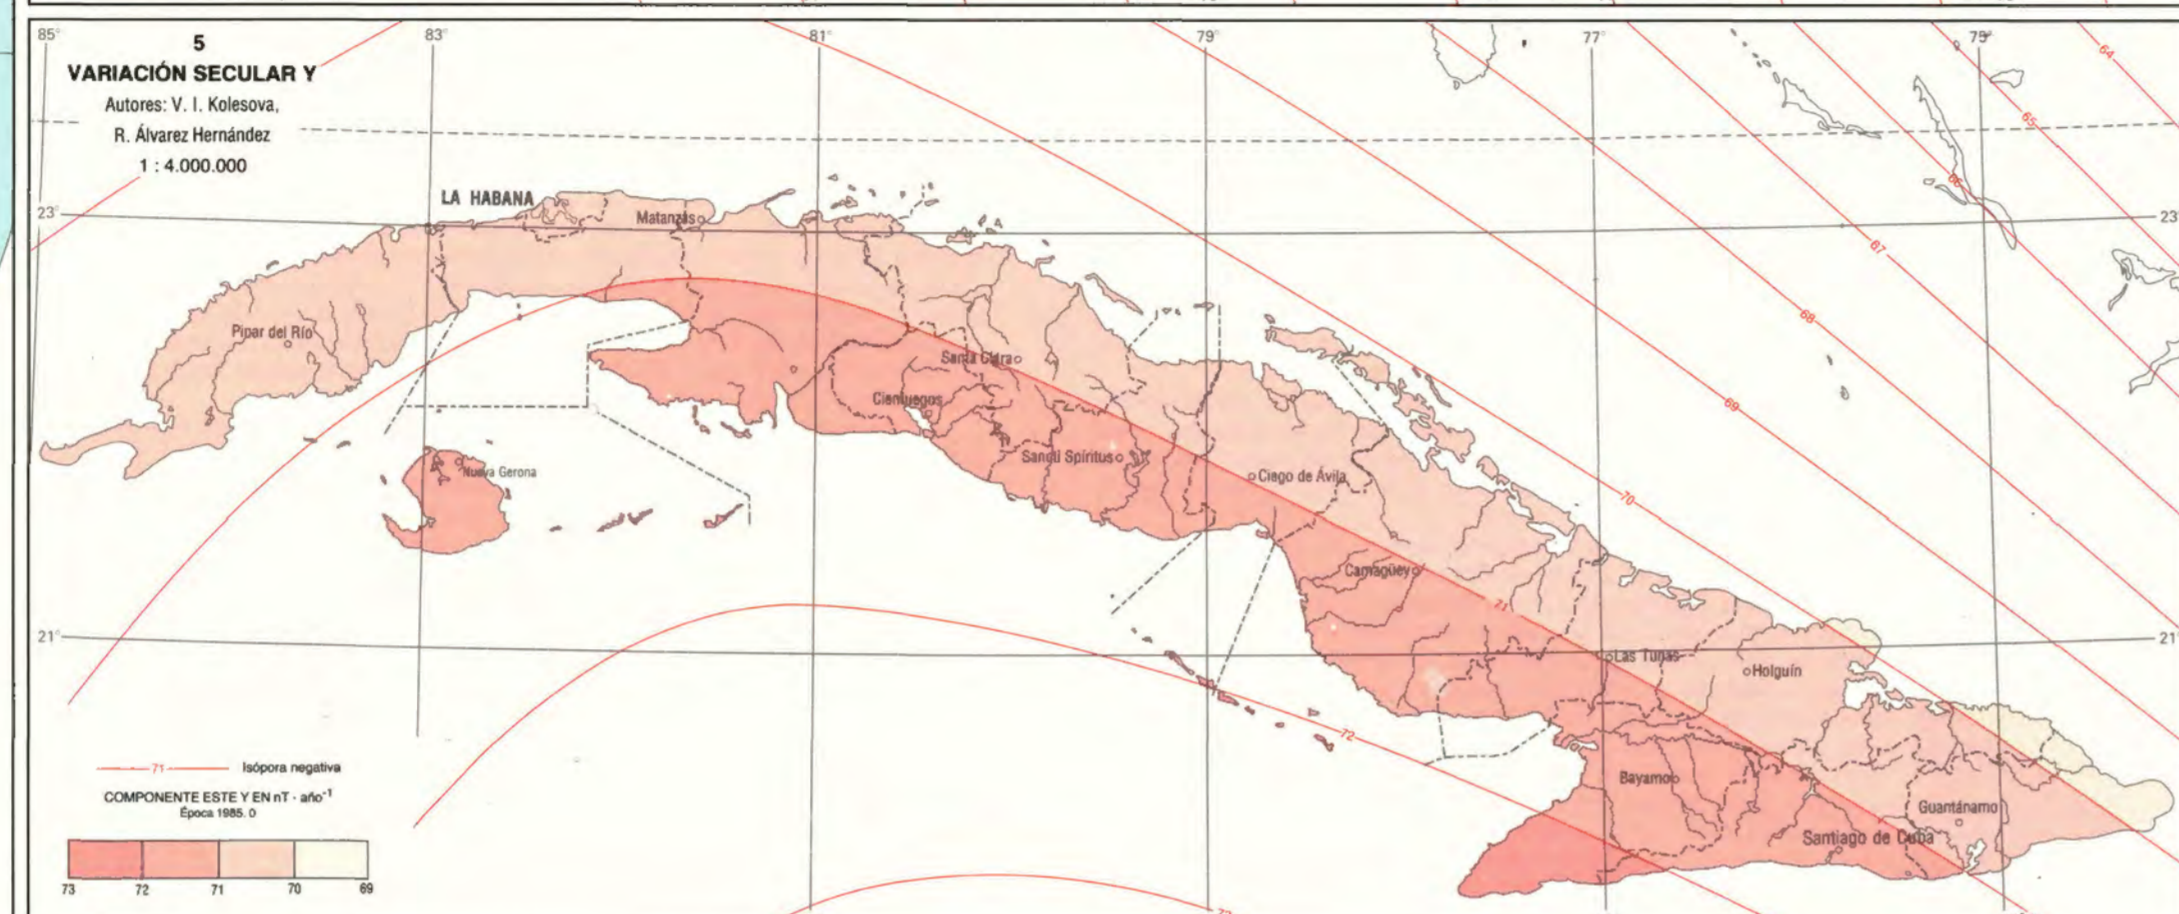 85° 83° 81° 79° 77° 75°
5
VARIACIÓN SECULAR Y
Autores: V. I. Kolesova,
R. Álvarez Hernández
1 : 4.000.000
64
65
66
67
68
69
70
71
72
23° 23°
LA HABANA
Matanzas
Pinar del Río
Santa Clara
Cienfuegos
Sancti Spíritus
Nueva Gerona
Ciego de Ávila
Camagüey
21° 21°
Las Tunas
Holguín
Bayamo
Guantánamo
Santiago de Cuba
71 Isópora negativa
COMPONENTE ESTE Y EN nT · año⁻¹
Época 1985. 0
73 72 71 70 69